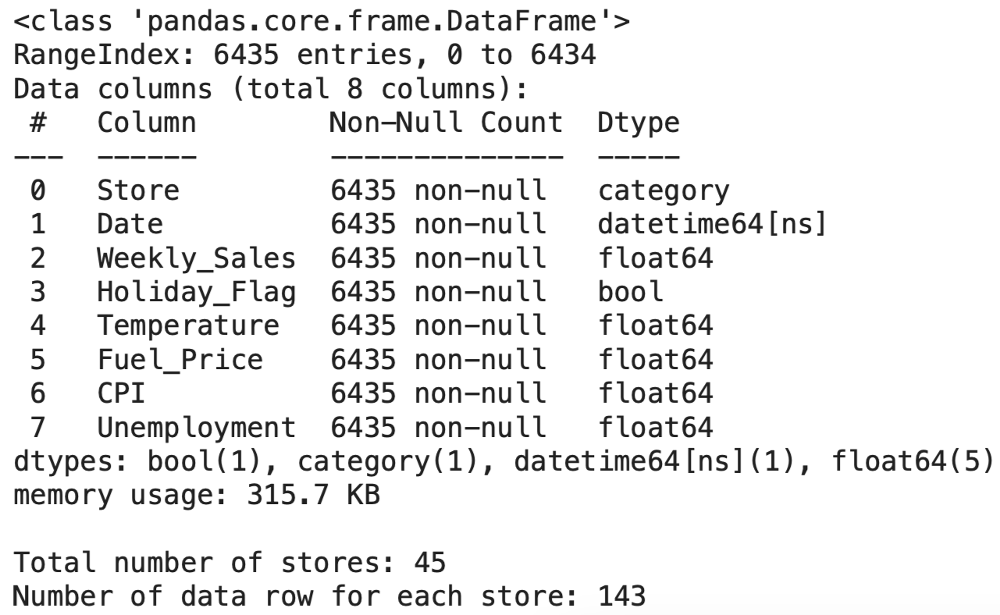 <class 'pandas.core.frame.DataFrame'>
RangeIndex: 6435 entries, 0 to 6434
Data columns (total 8 columns):
 #   Column        Non-Null Count  Dtype
---  ------        --------------  -----
 0   Store         6435 non-null  category
 1   Date          6435 non-null  datetime64[ns]
 2   Weekly_Sales  6435 non-null  float64
 3   Holiday_Flag  6435 non-null  bool
 4   Temperature   6435 non-null  float64
 5   Fuel_Price    6435 non-null  float64
 6   CPI           6435 non-null  float64
 7   Unemployment  6435 non-null  float64
dtypes: bool(1), category(1), datetime64[ns](1), float64(5)
memory usage: 315.7 KB

Total number of stores: 45
Number of data row for each store: 143